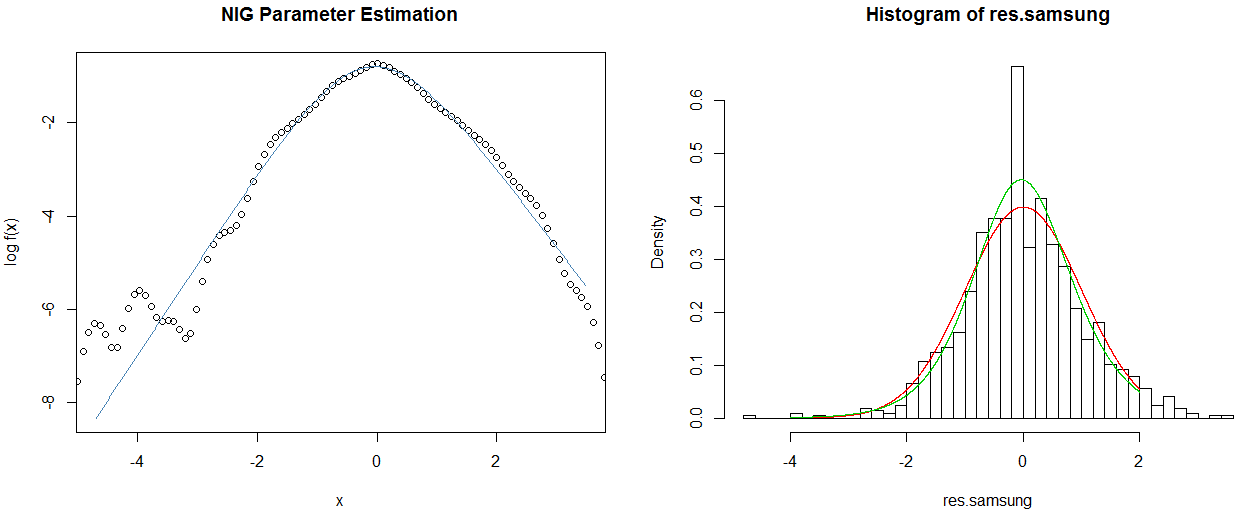 NIG Parameter Estimation
log f(x)
-2
-4
-6
-8
-4 -2 0 2
x
Histogram of res.samsung
Density
0.6
0.5
0.4
0.3
0.2
0.1
0.0
-4 -2 0 2
res.samsung